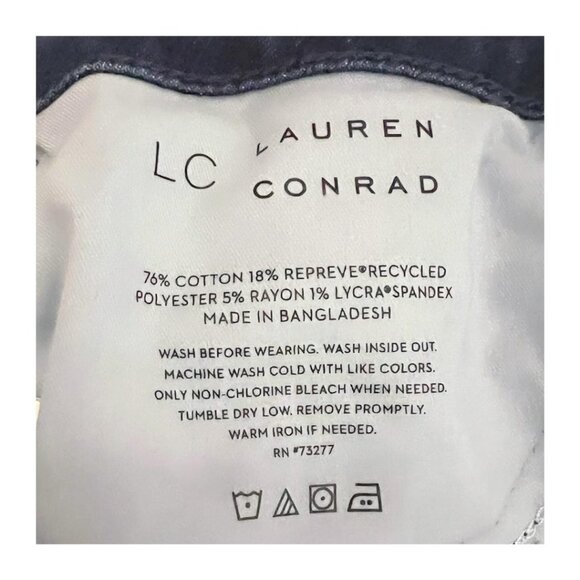 LC LAUREN
CONRAD
76% COTTON 18% REPREVE®RECYCLED
POLYESTER 5% RAYON 1% LYCRA®SPANDEX
MADE IN BANGLADESH
WASH BEFORE WEARING. WASH INSIDE OUT.
MACHINE WASH COLD WITH LIKE COLORS.
ONLY NON-CHLORINE BLEACH WHEN NEEDED.
TUMBLE DRY LOW. REMOVE PROMPTLY.
WARM IRON IF NEEDED.
RN #73277